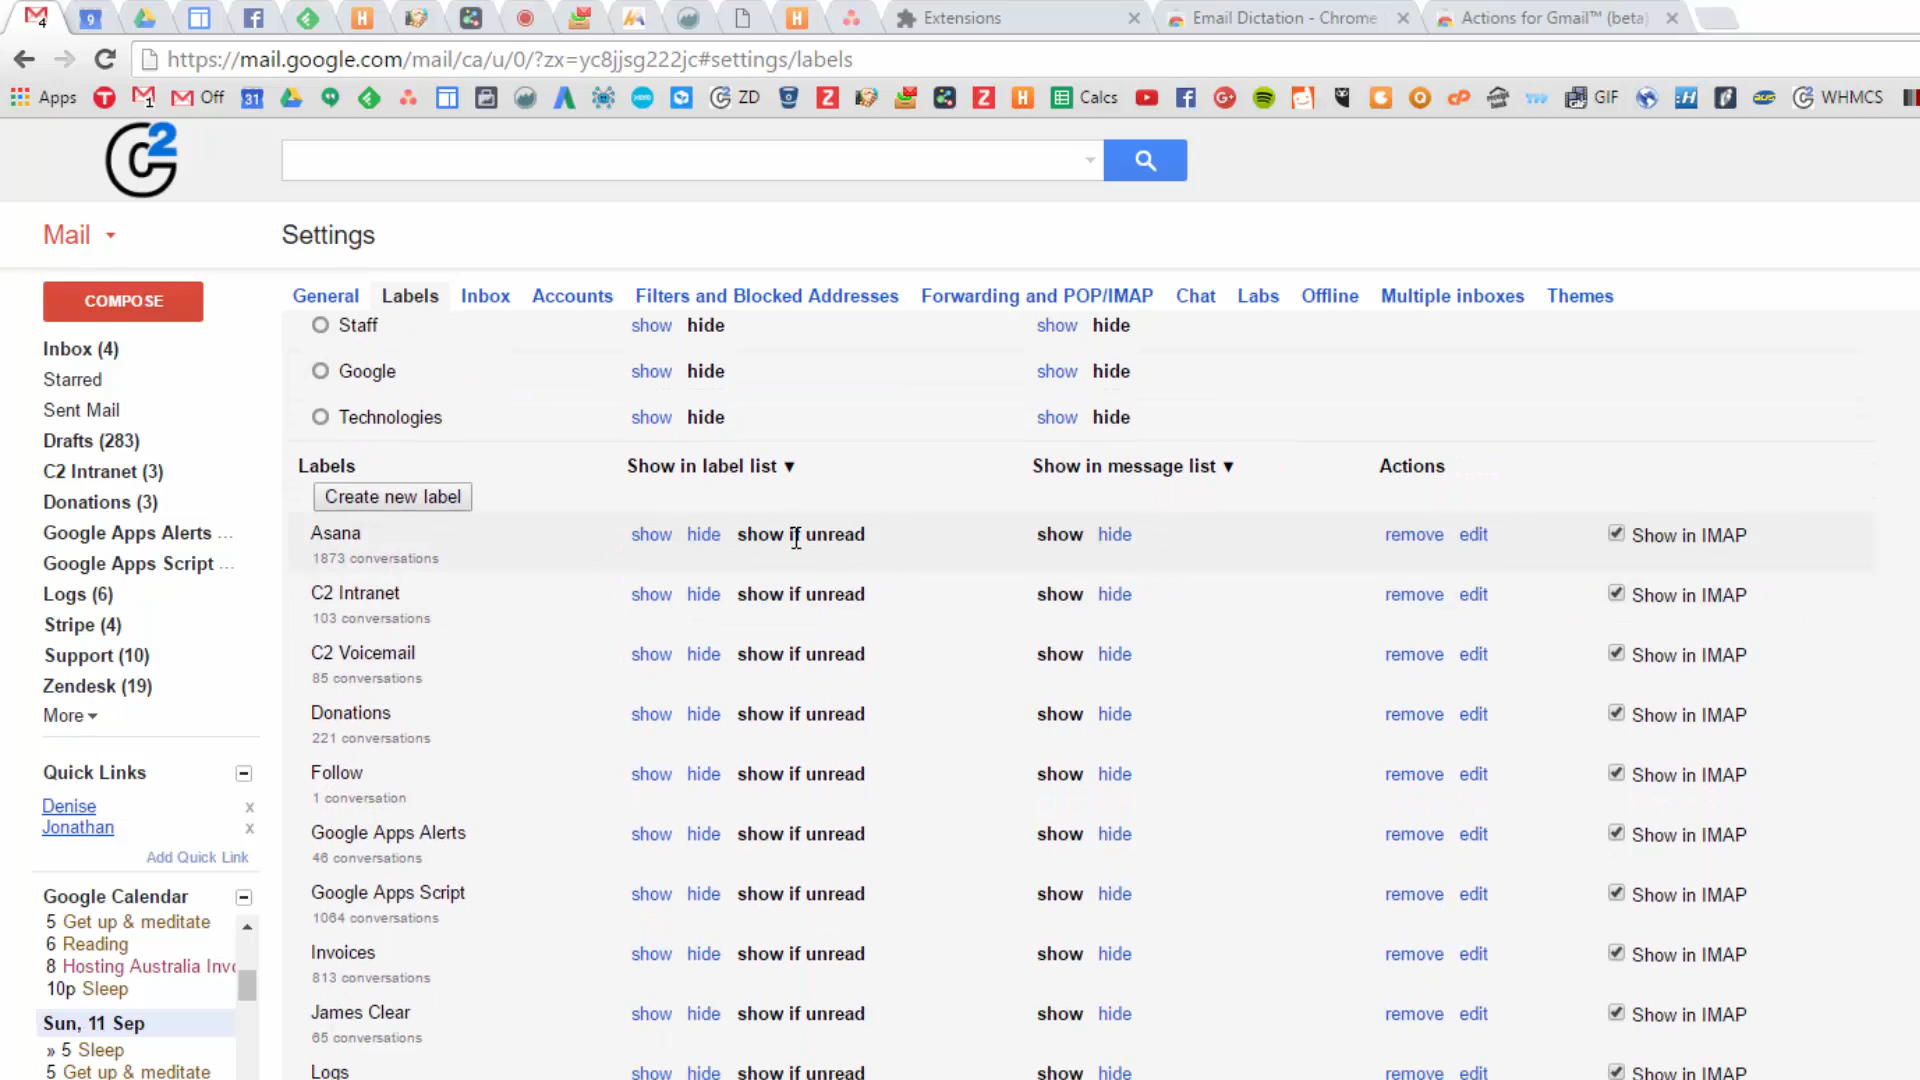 4 9 Extensions Email Dictation - Chrome Actions for Gmail™ (beta)
https://mail.google.com/mail/ca/u/0/?zx=yc8jjsg222jc#settings/labels
Apps Off 31 ZD Calcs GIF WHMCS
C2
Mail
Settings
COMPOSE
General Labels Inbox Accounts Filters and Blocked Addresses Forwarding and POP/IMAP Chat Labs Offline Multiple inboxes Themes
Staff show hide show hide
Google show hide show hide
Technologies show hide show hide
Labels Show in label list ▼ Show in message list ▼ Actions
Create new label
Asana show hide show if unread show hide remove edit Show in IMAP
1873 conversations
C2 Intranet show hide show if unread show hide remove edit Show in IMAP
103 conversations
C2 Voicemail show hide show if unread show hide remove edit Show in IMAP
85 conversations
Donations show hide show if unread show hide remove edit Show in IMAP
221 conversations
Follow show hide show if unread show hide remove edit Show in IMAP
1 conversation
Google Apps Alerts show hide show if unread show hide remove edit Show in IMAP
46 conversations
Google Apps Script show hide show if unread show hide remove edit Show in IMAP
1064 conversations
Invoices show hide show if unread show hide remove edit Show in IMAP
813 conversations
James Clear show hide show if unread show hide remove edit Show in IMAP
65 conversations
Logs show hide show if unread show hide remove edit Show in IMAP
Inbox (4)
Starred
Sent Mail
Drafts (283)
C2 Intranet (3)
Donations (3)
Google Apps Alerts ...
Google Apps Script ...
Logs (6)
Stripe (4)
Support (10)
Zendesk (19)
More
Quick Links
Denise x
Jonathan x
Add Quick Link
Google Calendar
5 Get up & meditate
6 Reading
8 Hosting Australia Invo
10p Sleep
Sun, 11 Sep
» 5 Sleep
5 Get up & meditate